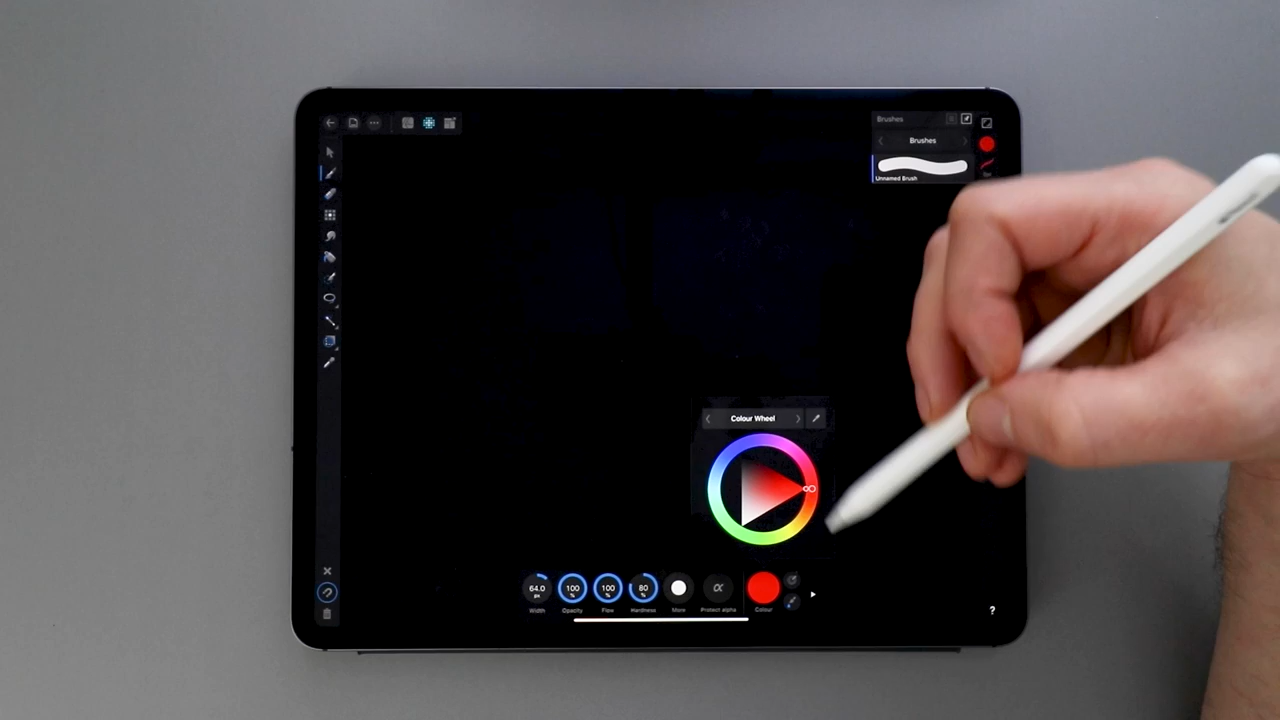 Brushes
Brushes
Unnamed Brush
Colour Wheel
64.0
px
100
%
100
%
80
%
α
Width
Opacity
Flow
Hardness
More
Protect alpha
Colour
?